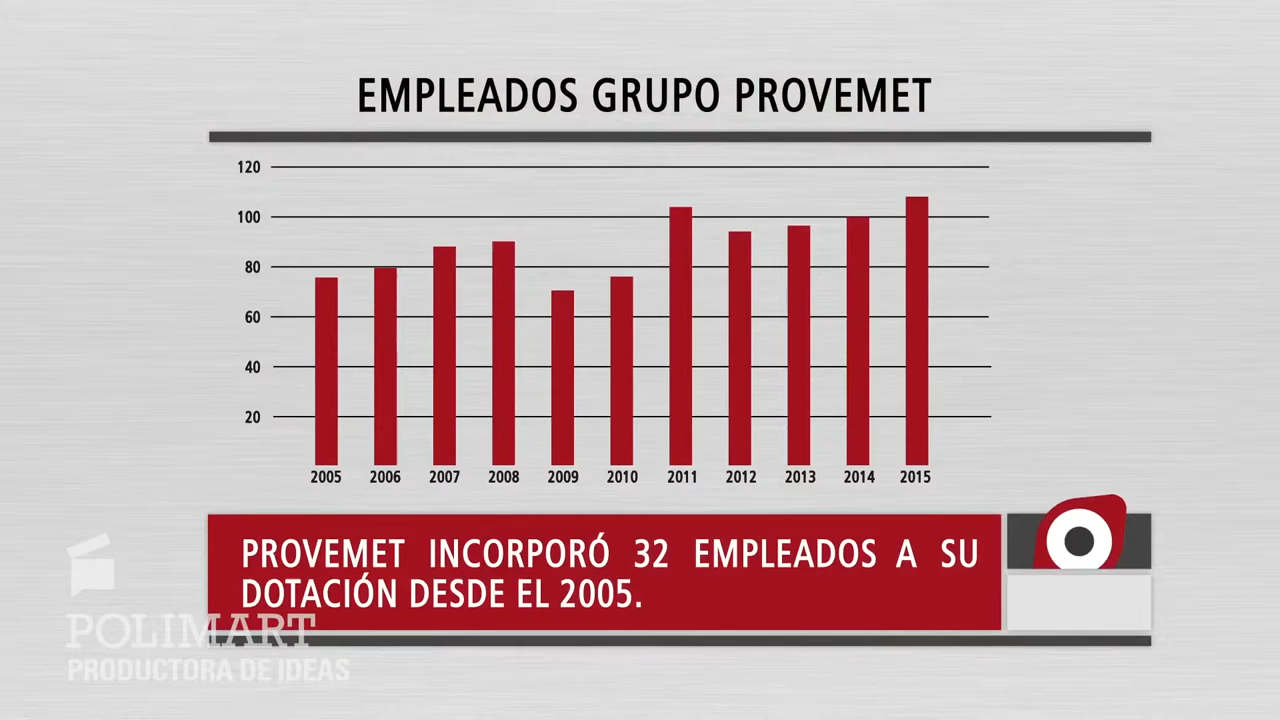 EMPLEADOS GRUPO PROVEMET
120
100
80
60
40
20
2005 2006 2007 2008 2009 2010 2011 2012 2013 2014 2015
PROVEMET INCORPORÓ 32 EMPLEADOS A SU
DOTACIÓN DESDE EL 2005.
POLIMART
PRODUCTORA DE IDEAS